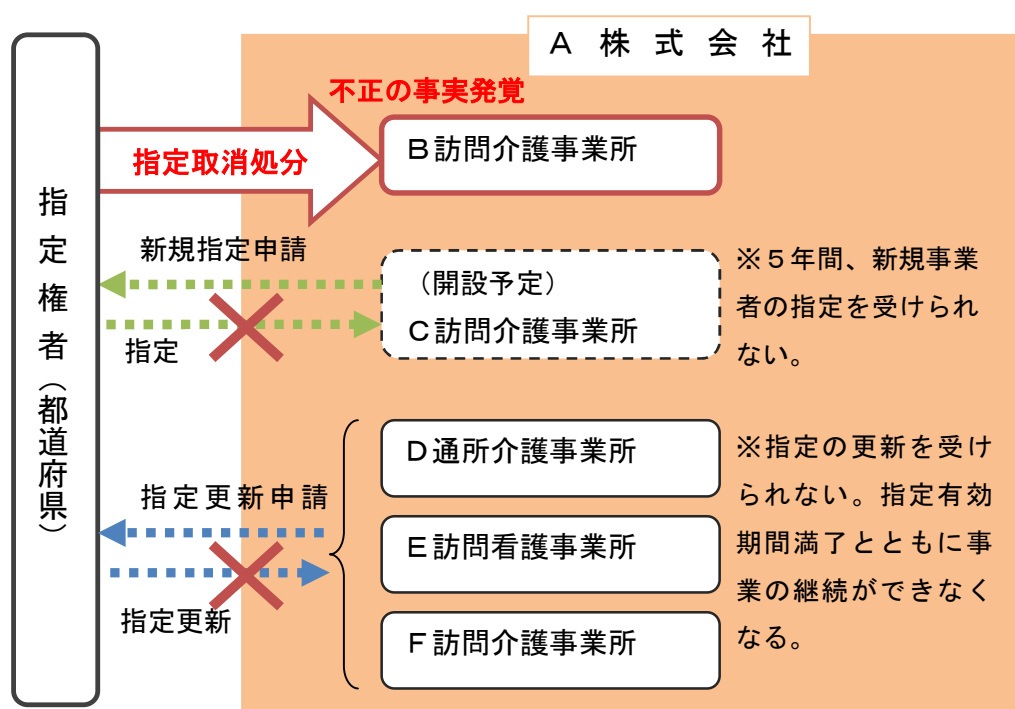 A株式会社
不正の事実発覚
指定取消処分
B訪問介護事業所
指定権者（都道府県）
新規指定申請
指定
（開設予定）
C訪問介護事業所
※５年間、新規事業
者の指定を受けられ
ない。
指定更新申請
指定更新
D通所介護事業所
E訪問看護事業所
F訪問介護事業所
※指定の更新を受け
られない。指定有効
期間満了とともに事
業の継続ができなく
なる。